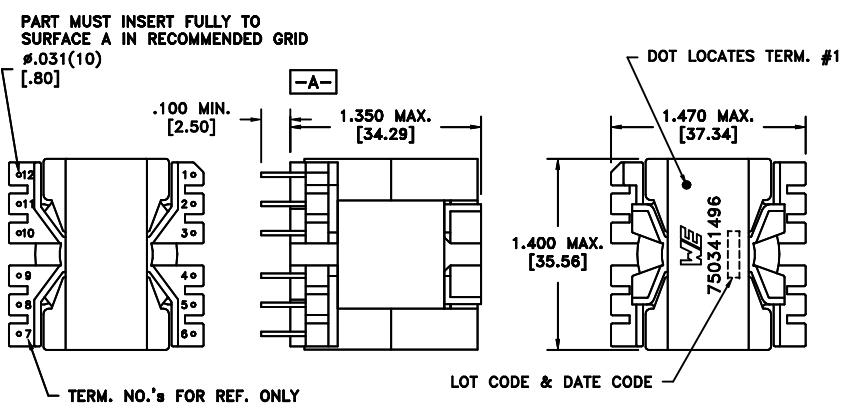 PART MUST INSERT FULLY TO
SURFACE A IN RECOMMENDED GRID
ø.031(10)
[.80]
-A-
DOT LOCATES TERM. #1
.100 MIN.
[2.50]
1.350 MAX.
[34.29]
1.470 MAX.
[37.34]
12
11
10
9
8
7
1
2
3
4
5
6
1.400 MAX.
[35.56]
WE
750341496
LOT CODE & DATE CODE
TERM. NO.'s FOR REF. ONLY